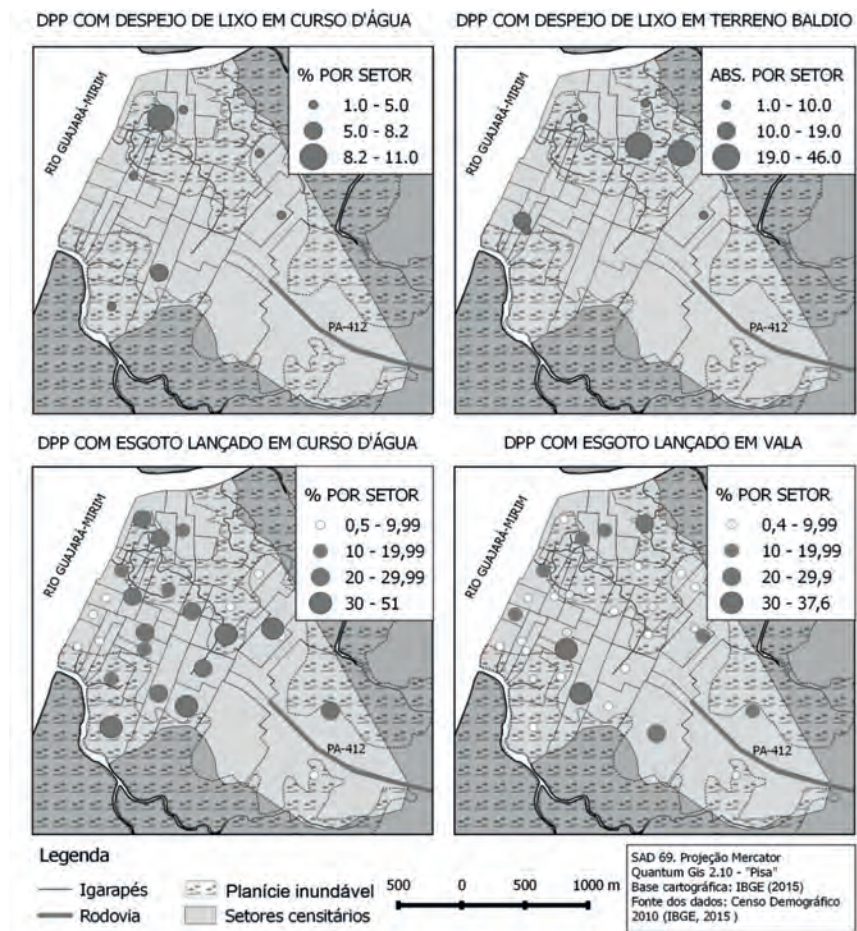 DPP COM DESPEJO DE LIXO EM CURSO D'ÁGUA
RIO GUAJARÁ-MIRIM
% POR SETOR
1.0 - 5.0
5.0 - 8.2
8.2 - 11.0
PA-412
DPP COM DESPEJO DE LIXO EM TERRENO BALDIO
RIO GUAJARÁ-MIRIM
ABS. POR SETOR
1.0 - 10.0
10.0 - 19.0
19.0 - 46.0
PA-412
DPP COM ESGOTO LANÇADO EM CURSO D'ÁGUA
RIO GUAJARÁ-MIRIM
% POR SETOR
0,5 - 9,99
10 - 19,99
20 - 29,99
30 - 51
PA-412
DPP COM ESGOTO LANÇADO EM VALA
RIO GUAJARÁ-MIRIM
% POR SETOR
0,4 - 9,99
10 - 19,99
20 - 29,9
30 - 37,6
PA-412
Legenda
Igarapés
Rodovia
Planície inundável
Setores censitários
500 0 500 1000 m
SAD 69. Projeção Mercator
Quantum Gis 2.10 - "Pisa"
Base cartográfica: IBGE (2015)
Fonte dos dados: Censo Demográfico
2010 (IBGE, 2015 )